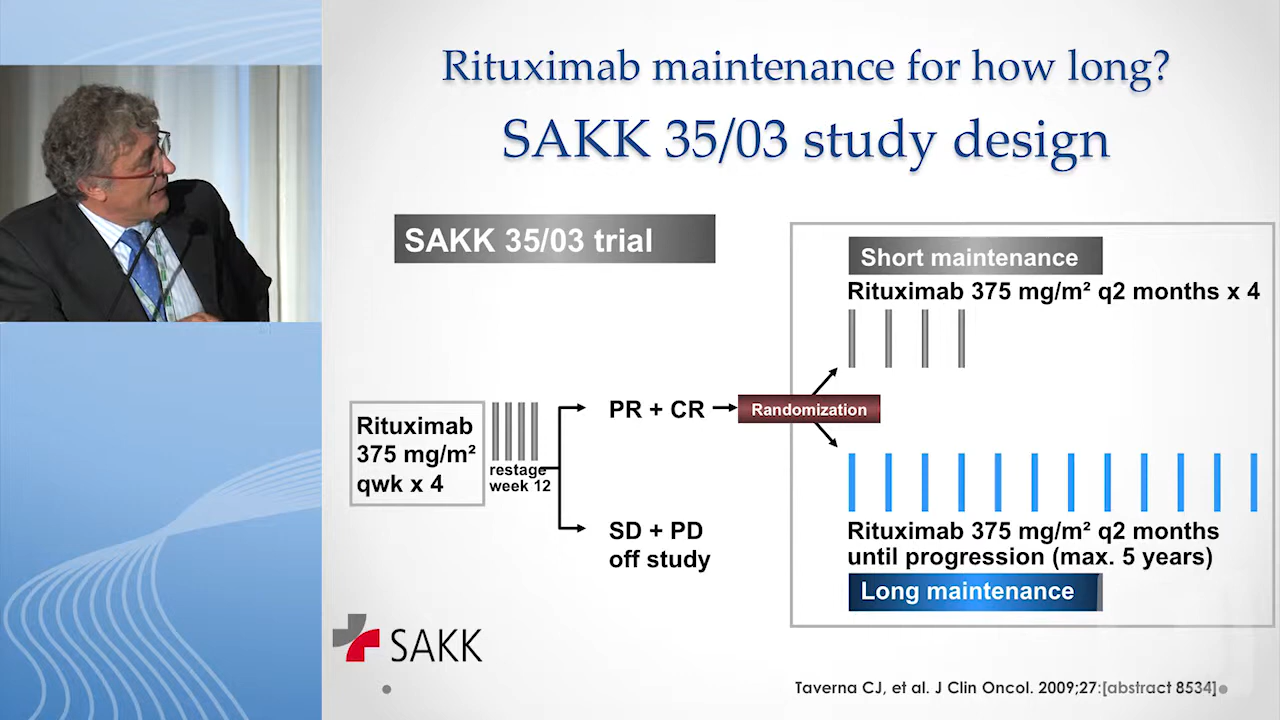 Rituximab maintenance for how long?
SAKK 35/03 study design
SAKK 35/03 trial
Short maintenance
Rituximab 375 mg/m² q2 months x 4
Rituximab
375 mg/m²
qwk x 4
restage
week 12
PR + CR
Randomization
SD + PD
off study
Rituximab 375 mg/m² q2 months
until progression (max. 5 years)
Long maintenance
SAKK
Taverna CJ, et al. J Clin Oncol. 2009;27:[abstract 8534]